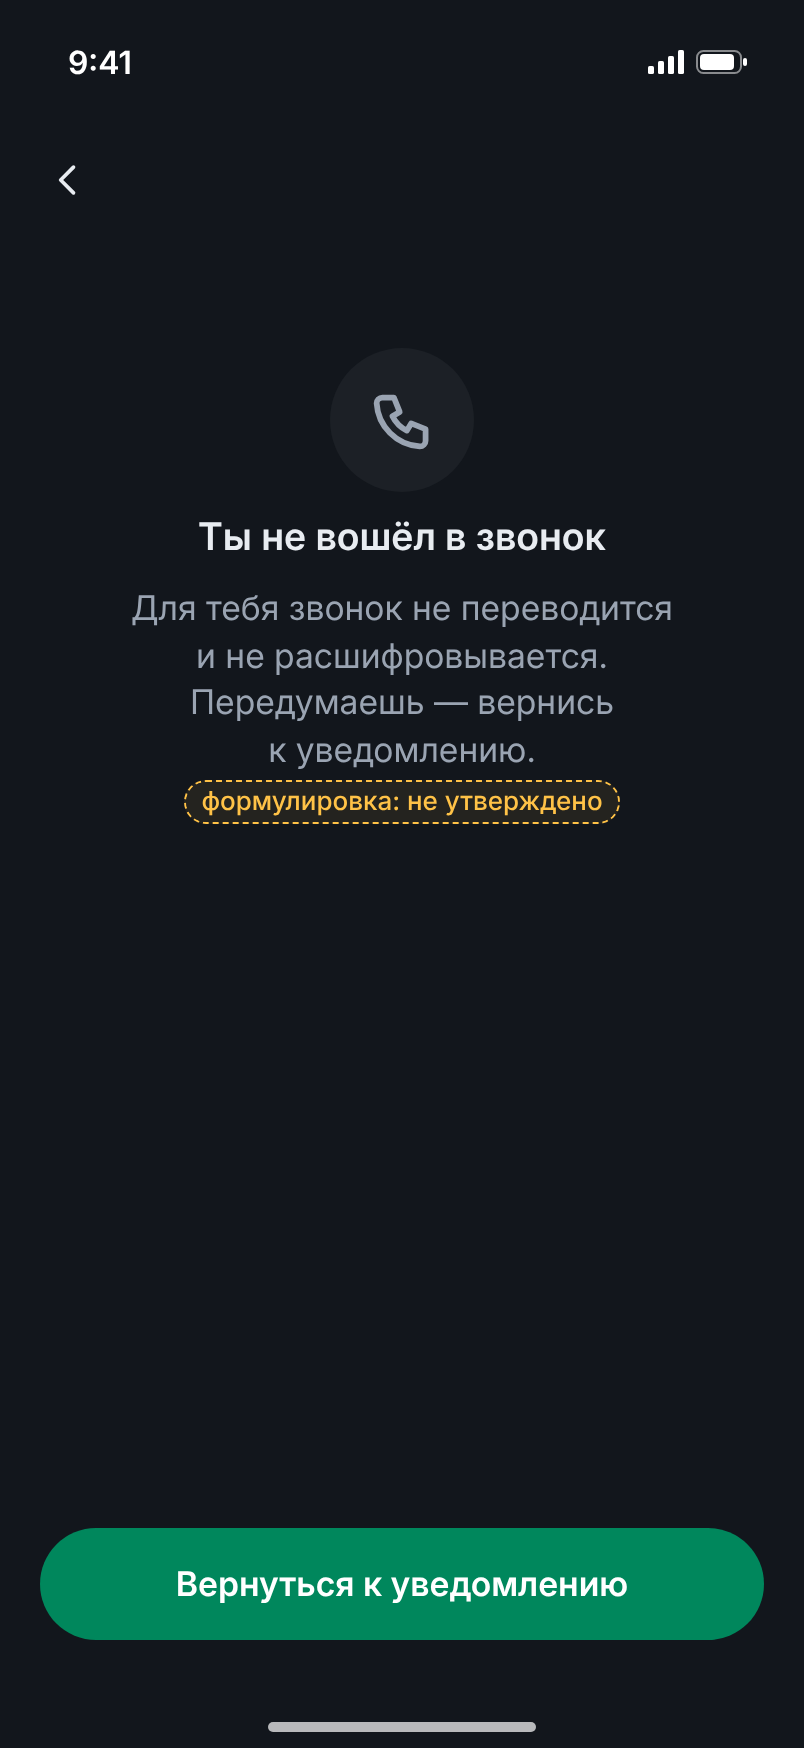 9:41
Ты не вошёл в звонок
Для тебя звонок не переводится
и не расшифровывается.
Передумаешь — вернись
к уведомлению.
формулировка: не утверждено
Вернуться к уведомлению